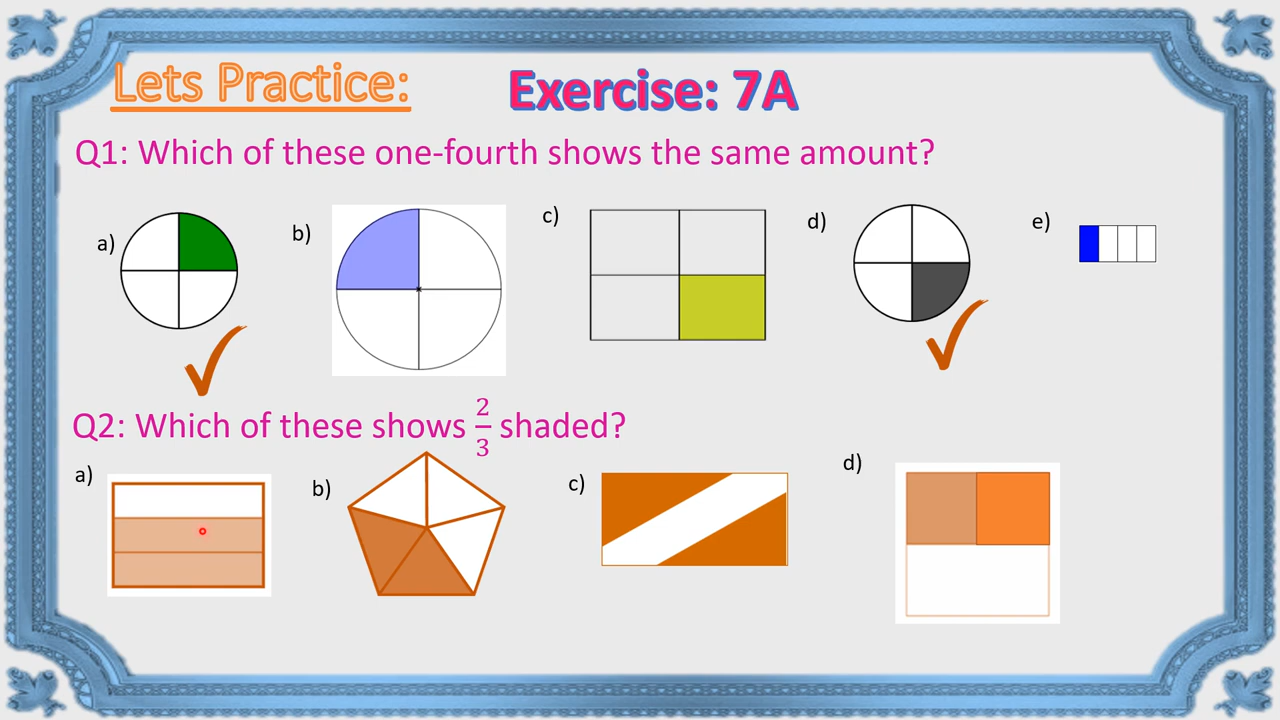 Lets Practice:
Exercise: 7A
Q1: Which of these one-fourth shows the same amount?
a)
b)
c)
d)
e)
Q2: Which of these shows 2/3 shaded?
a)
b)
c)
d)